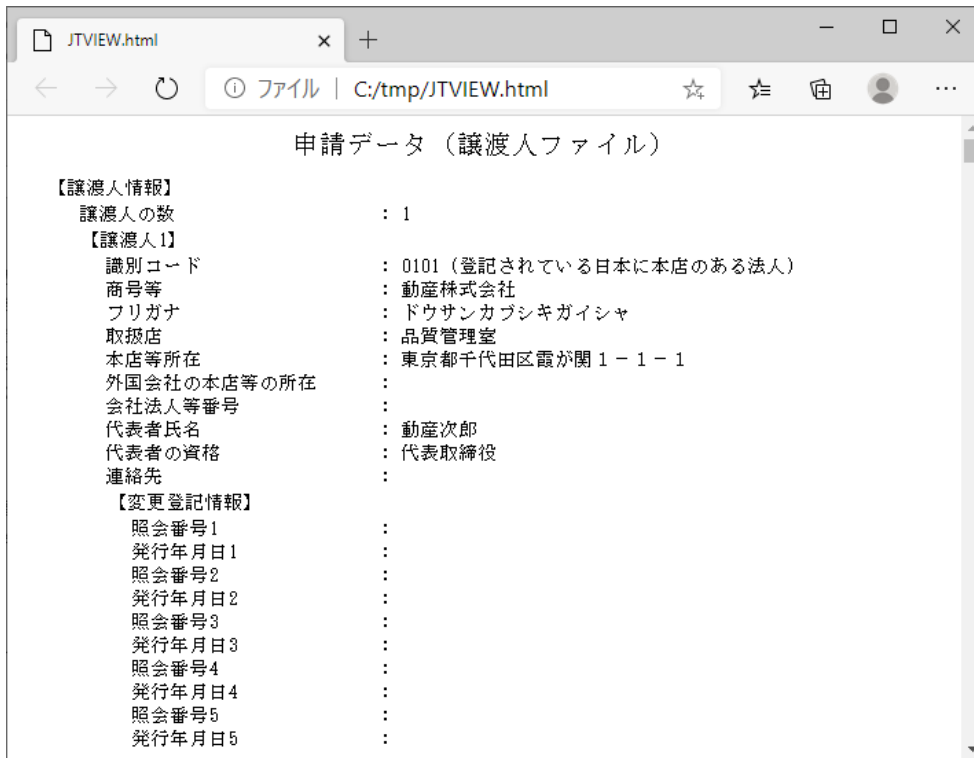 JTVIEW.html
ファイル | C:/tmp/JTVIEW.html
申請データ（譲渡人ファイル）
【譲渡人情報】
譲渡人の数 : 1
【譲渡人1】
識別コード : 0101（登記されている日本に本店のある法人）
商号等 : 動産株式会社
フリガナ : ドウサンカブシキガイシャ
取扱店 : 品質管理室
本店等所在 : 東京都千代田区霞が関１－１－１
外国会社の本店等の所在 :
会社法人等番号 :
代表者氏名 : 動産次郎
代表者の資格 : 代表取締役
連絡先 :
【変更登記情報】
照会番号1 :
発行年月日1 :
照会番号2 :
発行年月日2 :
照会番号3 :
発行年月日3 :
照会番号4 :
発行年月日4 :
照会番号5 :
発行年月日5 :